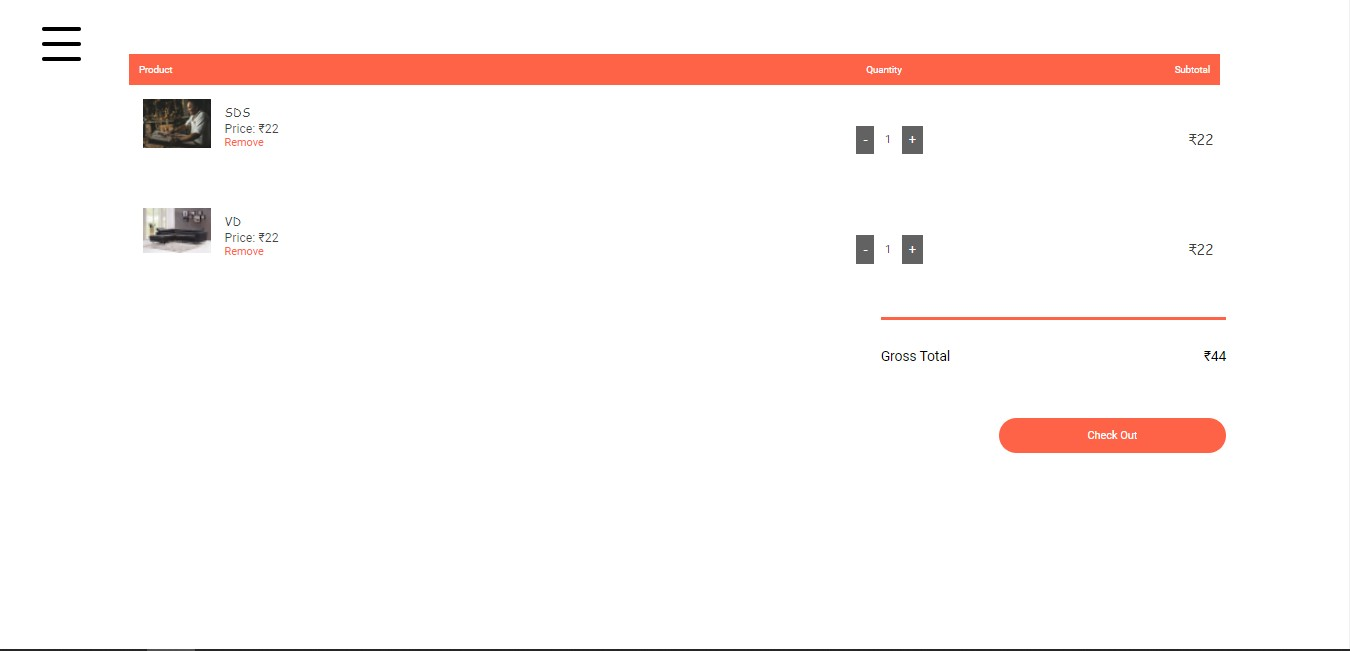 Product Quantity Subtotal
SDS
Price: ₹22
Remove
- 1 + ₹22
VD
Price: ₹22
Remove
- 1 + ₹22
Gross Total ₹44
Check Out